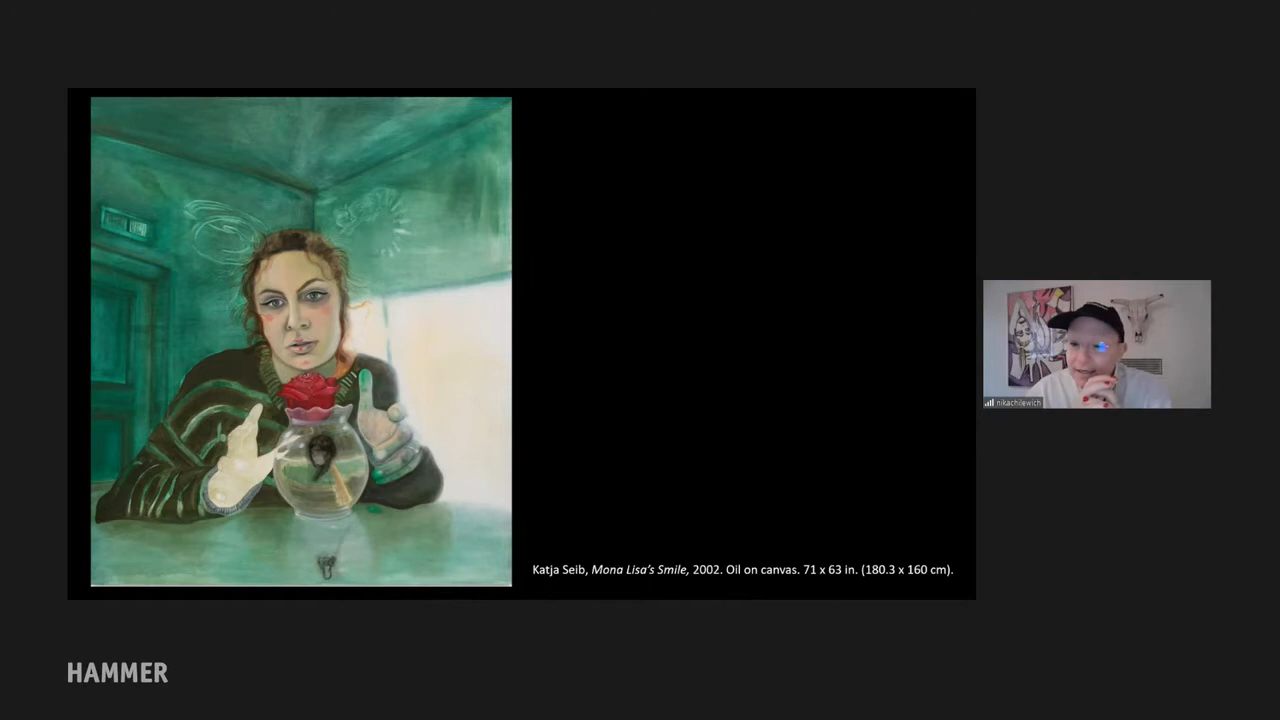 Katja Seib, Mona Lisa's Smile, 2002. Oil on canvas. 71 x 63 in. (180.3 x 160 cm).
nikachilewich
HAMMER